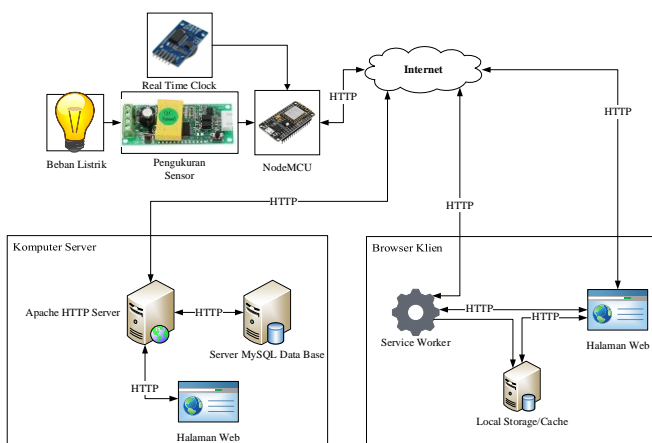 Real Time Clock
Internet
HTTP
HTTP
Beban Listrik
Pengukuran
Sensor
NodeMCU
HTTP
HTTP
Komputer Server
Browser Klien
Apache HTTP Server
HTTP
Server MySQL Data Base
HTTP
Halaman Web
Service Worker
HTTP
HTTP
Halaman Web
Local Storage/Cache